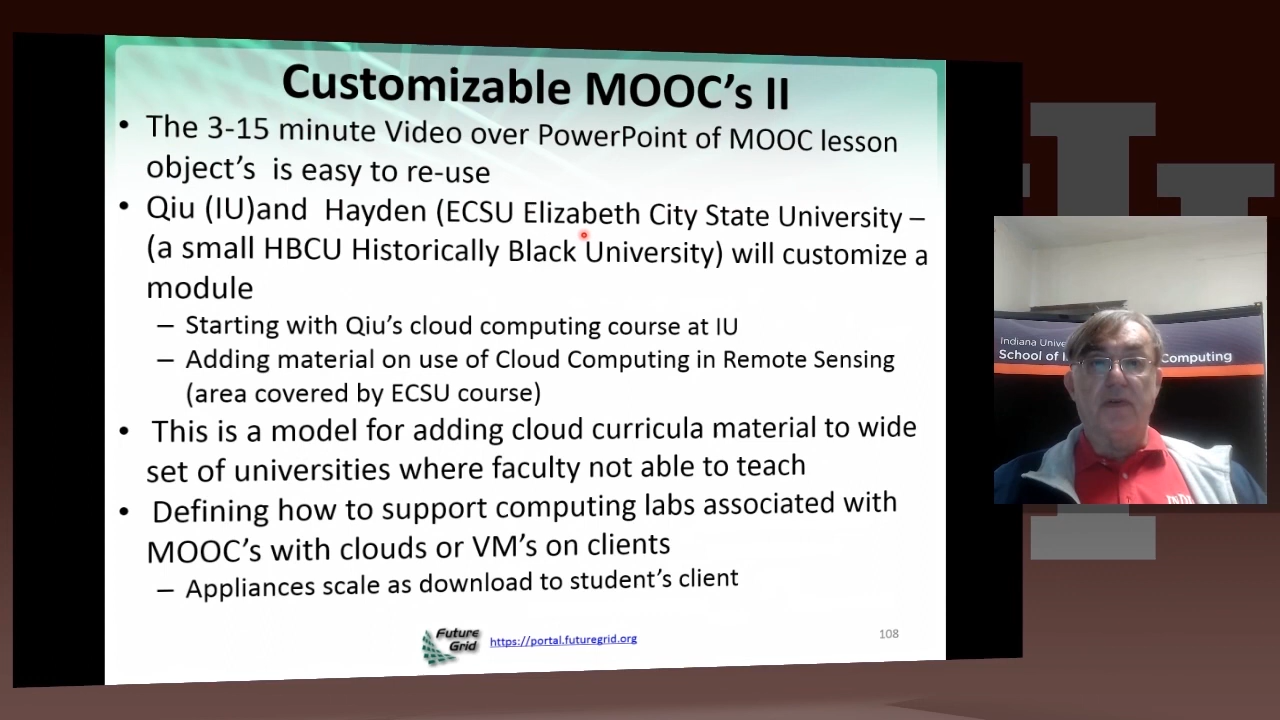 Customizable MOOC's II
• The 3-15 minute Video over PowerPoint of MOOC lesson
object's  is easy to re-use
• Qiu (IU)and  Hayden (ECSU Elizabeth City State University –
(a small HBCU Historically Black University) will customize a
module
– Starting with Qiu's cloud computing course at IU
– Adding material on use of Cloud Computing in Remote Sensing
(area covered by ECSU course)
• This is a model for adding cloud curricula material to wide
set of universities where faculty not able to teach
• Defining how to support computing labs associated with
MOOC's with clouds or VM's on clients
– Appliances scale as download to student's client
Future
Grid
https://portal.futuregrid.org
108
Indiana
School of
Computing